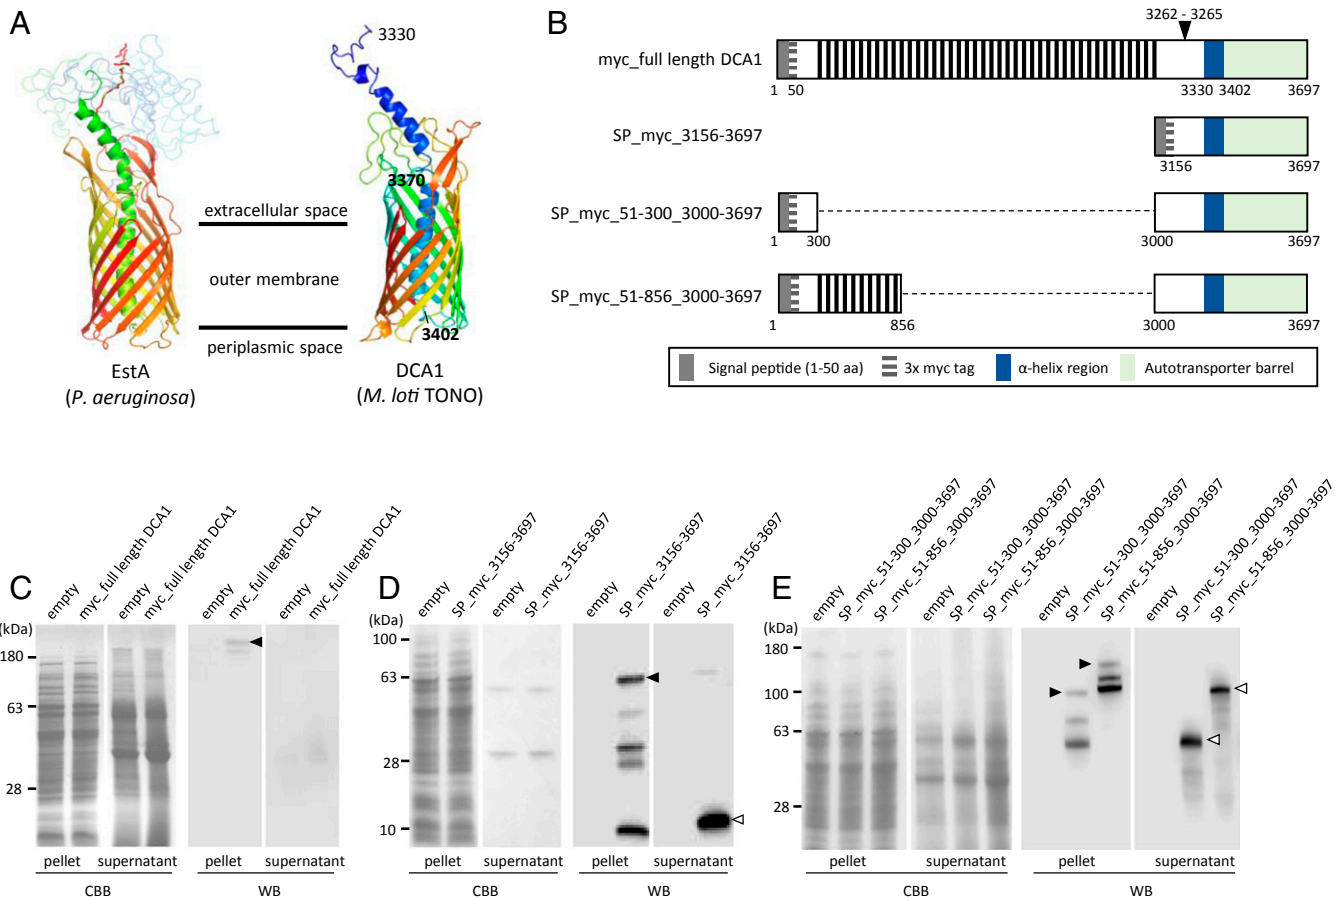 A
3330
3370
3402
extracellular space
outer membrane
periplasmic space
EstA
(P. aeruginosa)
DCA1
(M. loti TONO)
B
3262 - 3265
myc_full length DCA1
1 50 3330 3402 3697
SP_myc_3156-3697
3156 3697
SP_myc_51-300_3000-3697
1 300 3000 3697
SP_myc_51-856_3000-3697
1 856 3000 3697
Signal peptide (1-50 aa) 3x myc tag α-helix region Autotransporter barrel
C
empty
myc_full length DCA1
empty
myc_full length DCA1
empty
myc_full length DCA1
empty
myc_full length DCA1
(kDa)
180
63
28
pellet supernatant pellet supernatant
CBB WB
D
empty
SP_myc_3156-3697
empty
SP_myc_3156-3697
empty
SP_myc_3156-3697
empty
SP_myc_3156-3697
(kDa)
100
63
28
10
pellet supernatant pellet supernatant
CBB WB
E
empty
SP_myc_51-300_3000-3697
SP_myc_51-856_3000-3697
empty
SP_myc_51-300_3000-3697
SP_myc_51-856_3000-3697
empty
SP_myc_51-300_3000-3697
SP_myc_51-856_3000-3697
empty
SP_myc_51-300_3000-3697
SP_myc_51-856_3000-3697
(kDa)
180
100
63
28
pellet supernatant pellet supernatant
CBB WB